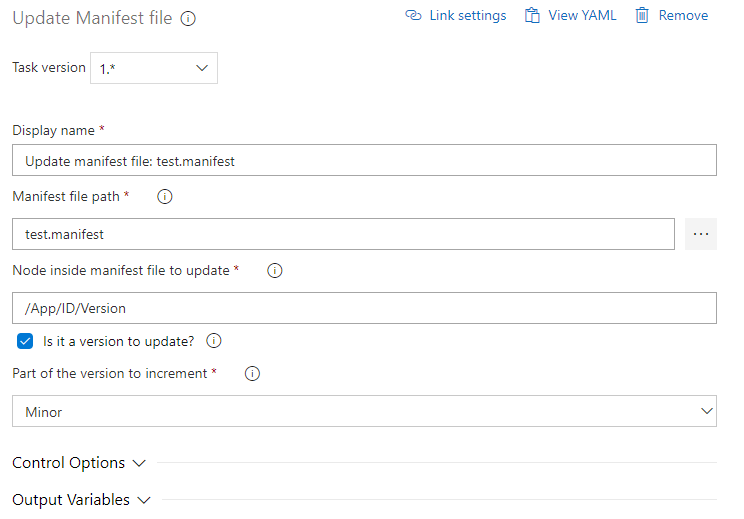 Update Manifest file
Link settings View YAML Remove
Task version 1.*
Display name *
Update manifest file: test.manifest
Manifest file path *
test.manifest
...
Node inside manifest file to update *
/App/ID/Version
Is it a version to update?
Part of the version to increment *
Minor
Control Options
Output Variables